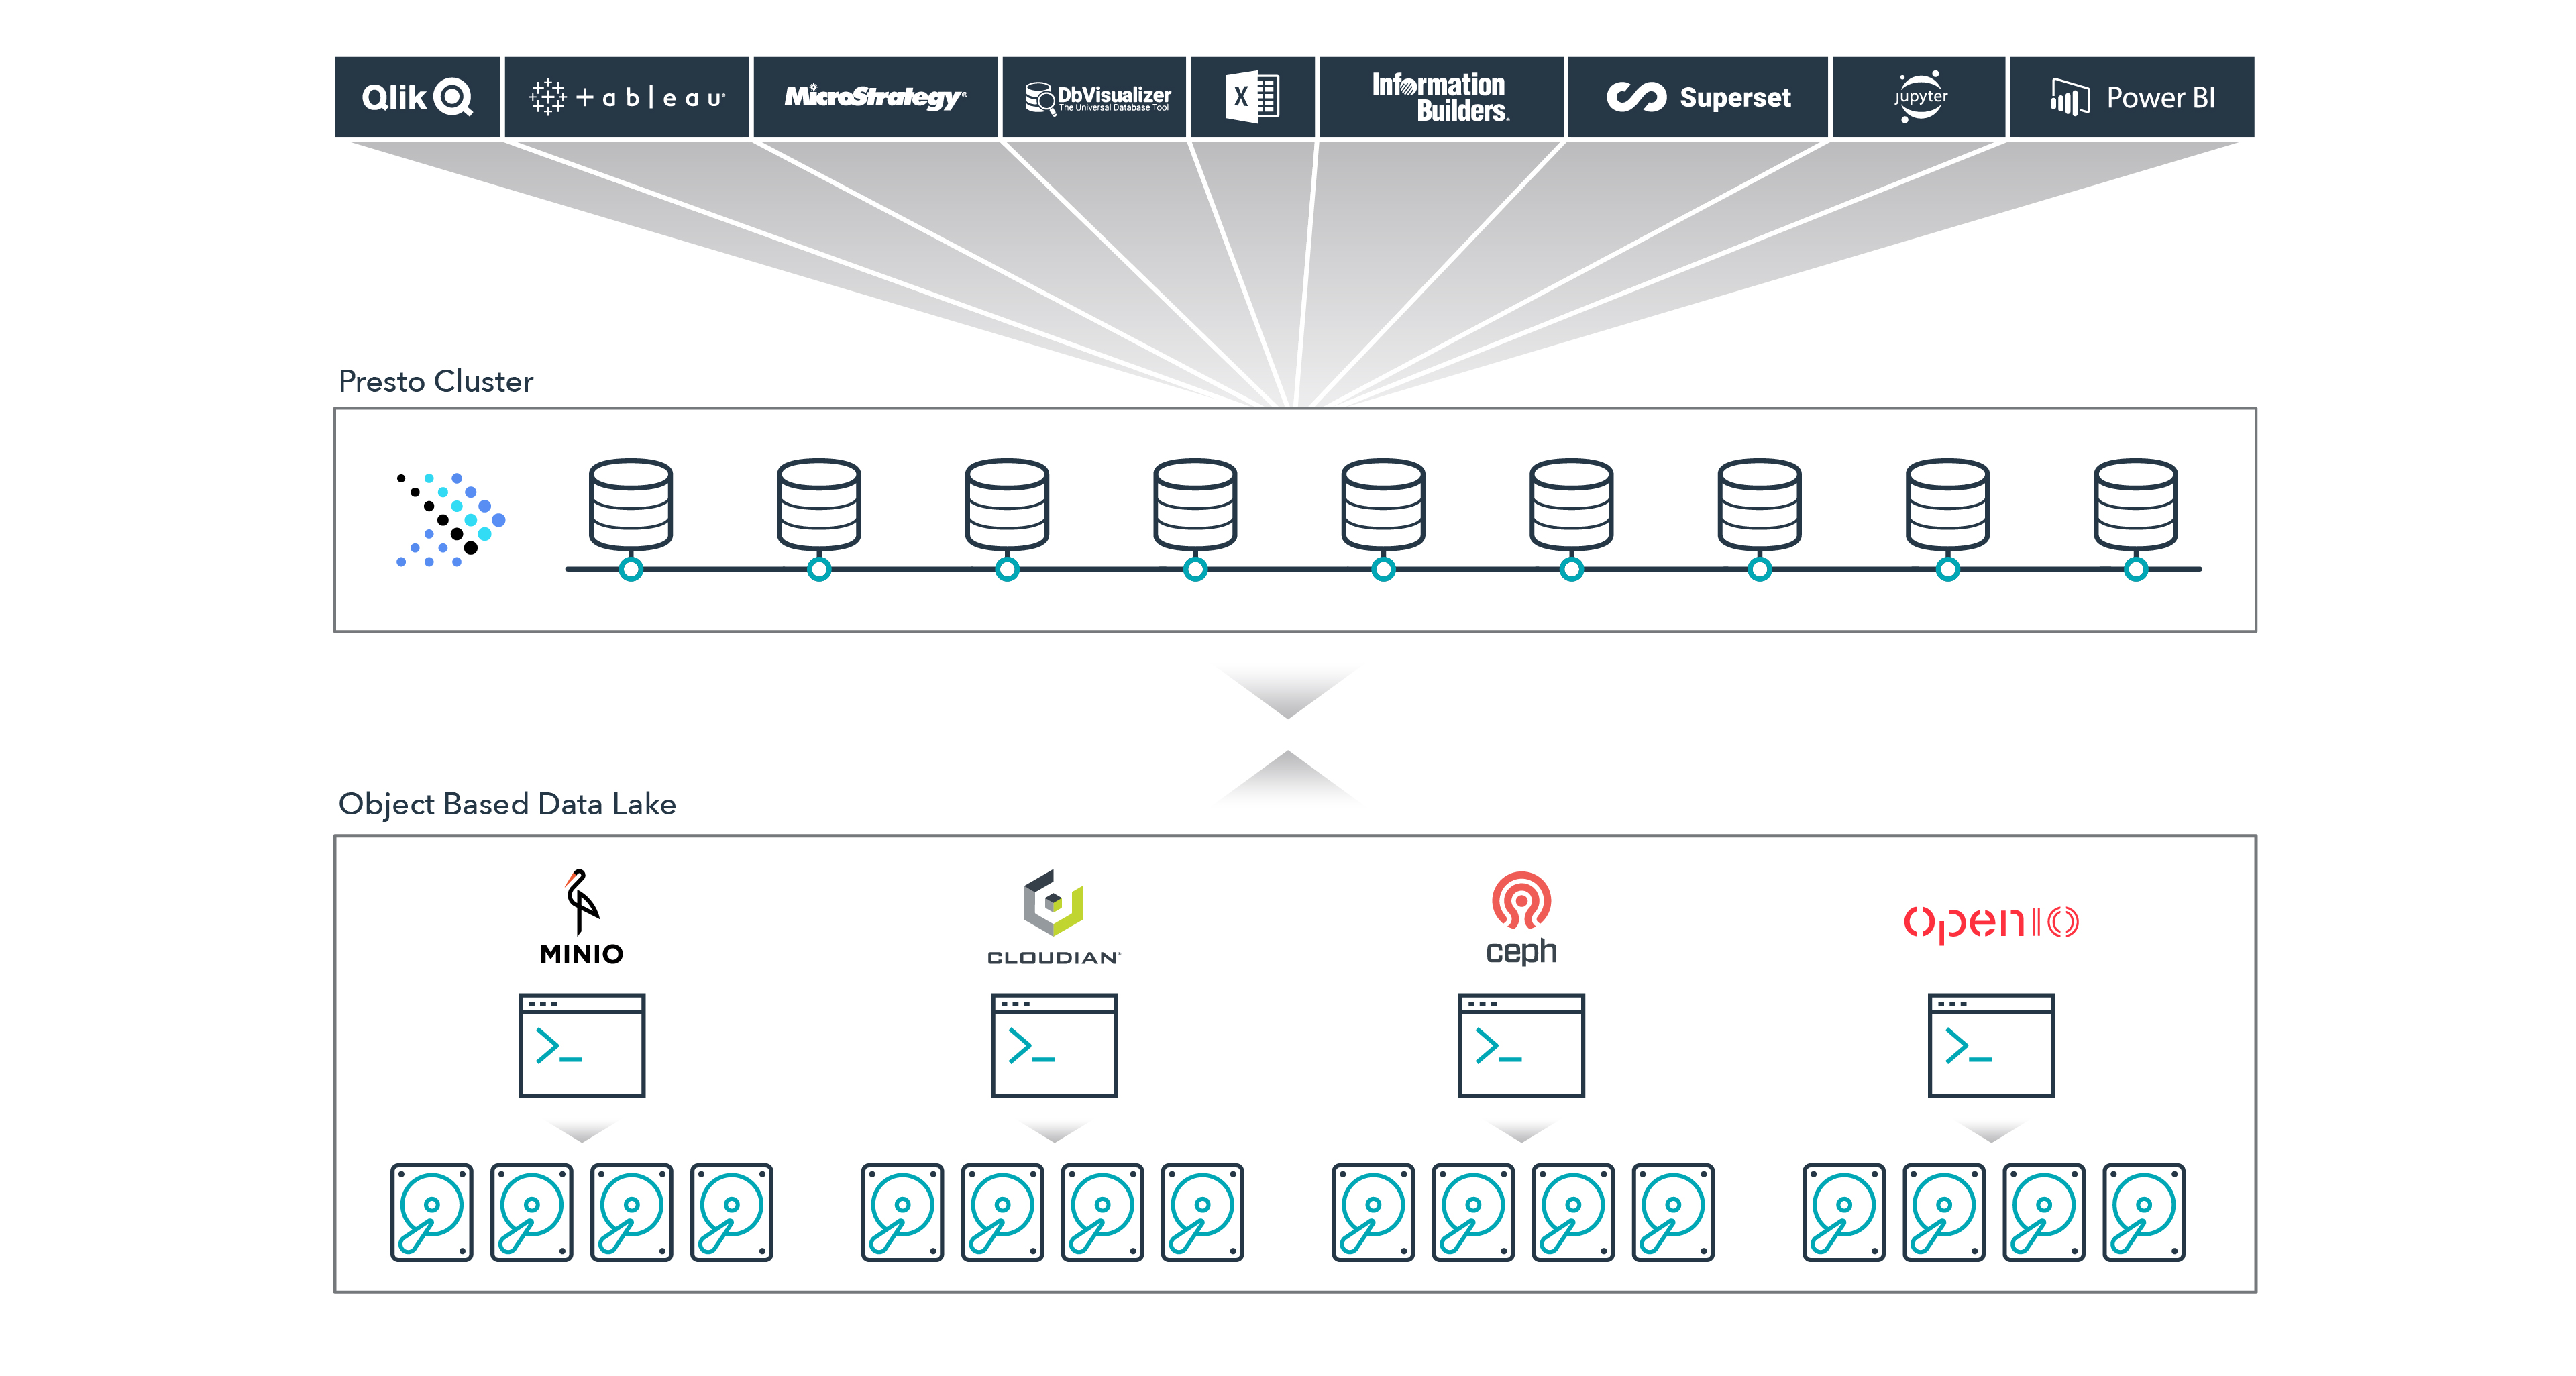 Qlik
+ableau®
MicroStrategy®
DbVisualizer
The Universal Database Tool
X
Information
Builders®
Superset
jupyter
Power BI
Presto Cluster
Object Based Data Lake
MINIO
CLOUDIAN®
ceph
openIO
>_
>_
>_
>_